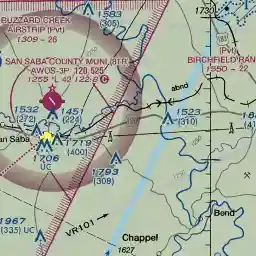 BUZZARD CREEK
AIRSTRIP (Pvt)
1309 - 26
1583
(305)
SAN SABA COUNTY MUNI (81R)
AWOS-3P 120.525
1255 *L 42 122.8 C
(Pvt)
BIRCHFIELD RAN
1550 - 22
abnd
1532
(272)
1451
(224)
1523
(310)
an Saba
1719
(400)
1706
UC
1793
(308)
1967
(335) UC
VR101
Bend
Chappel
1627